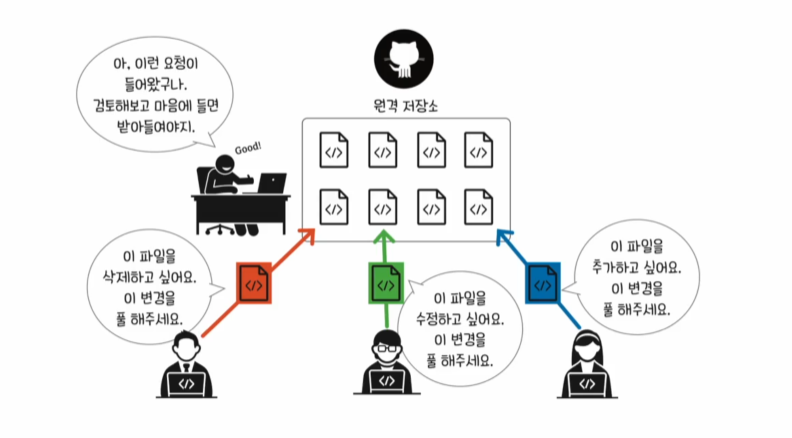 아, 이런 요청이
들어왔구나.
검토해보고 마음에 들면
받아들여야지.
Good!
원격 저장소
</>
</>
</>
</>
</>
</>
</>
</>
이 파일을
삭제하고 싶어요.
이 변경을
풀 해주세요.
</>
</>
이 파일을
수정하고 싶어요.
이 변경을
풀 해주세요.
</>
</>
이 파일을
추가하고 싶어요.
이 변경을
풀 해주세요.
</>
</>